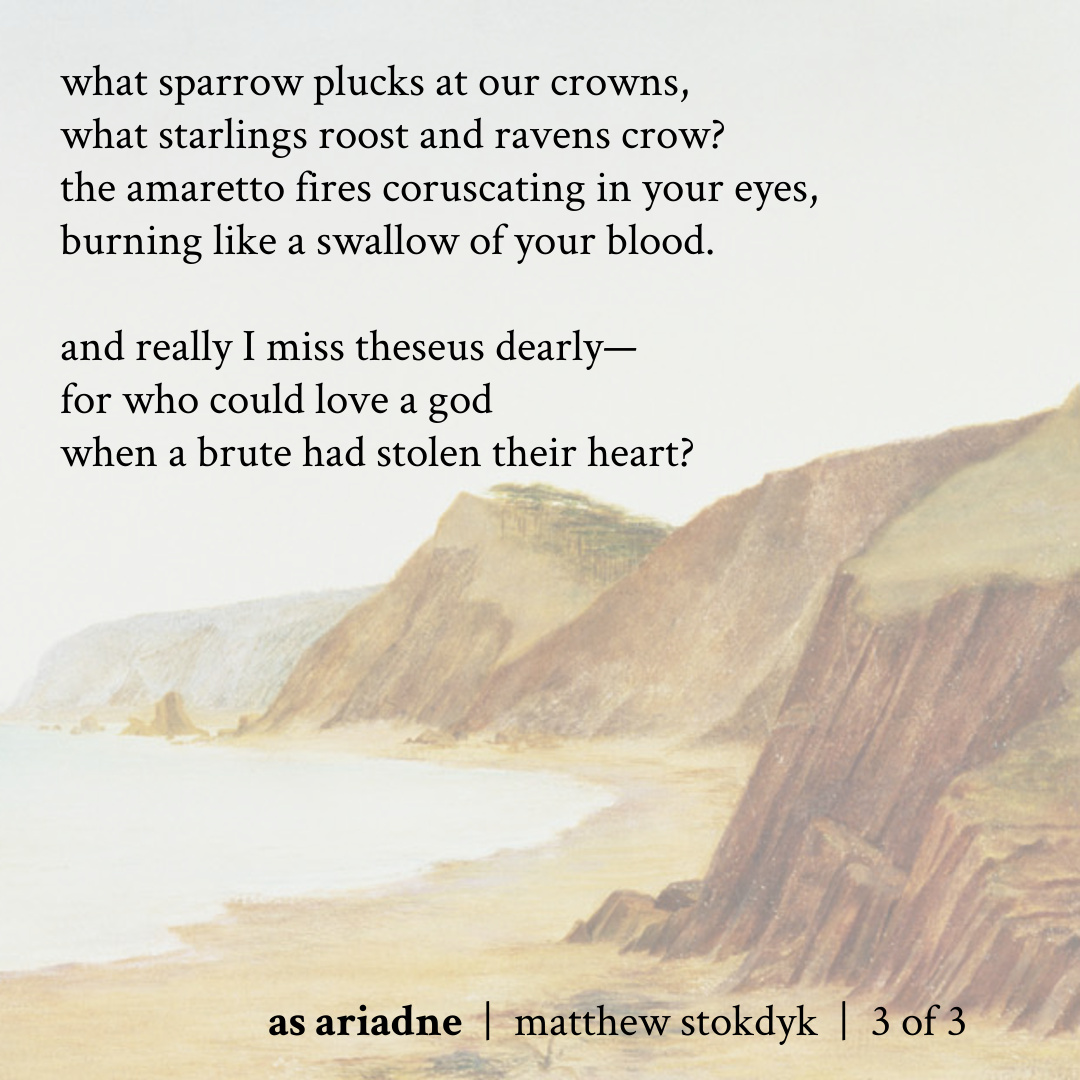 what sparrow plucks at our crowns,
what starlings roost and ravens crow?
the amaretto fires coruscating in your eyes,
burning like a swallow of your blood.
and really I miss theseus dearly—
for who could love a god
when a brute had stolen their heart?
as ariadne | matthew stokdyk | 3 of 3